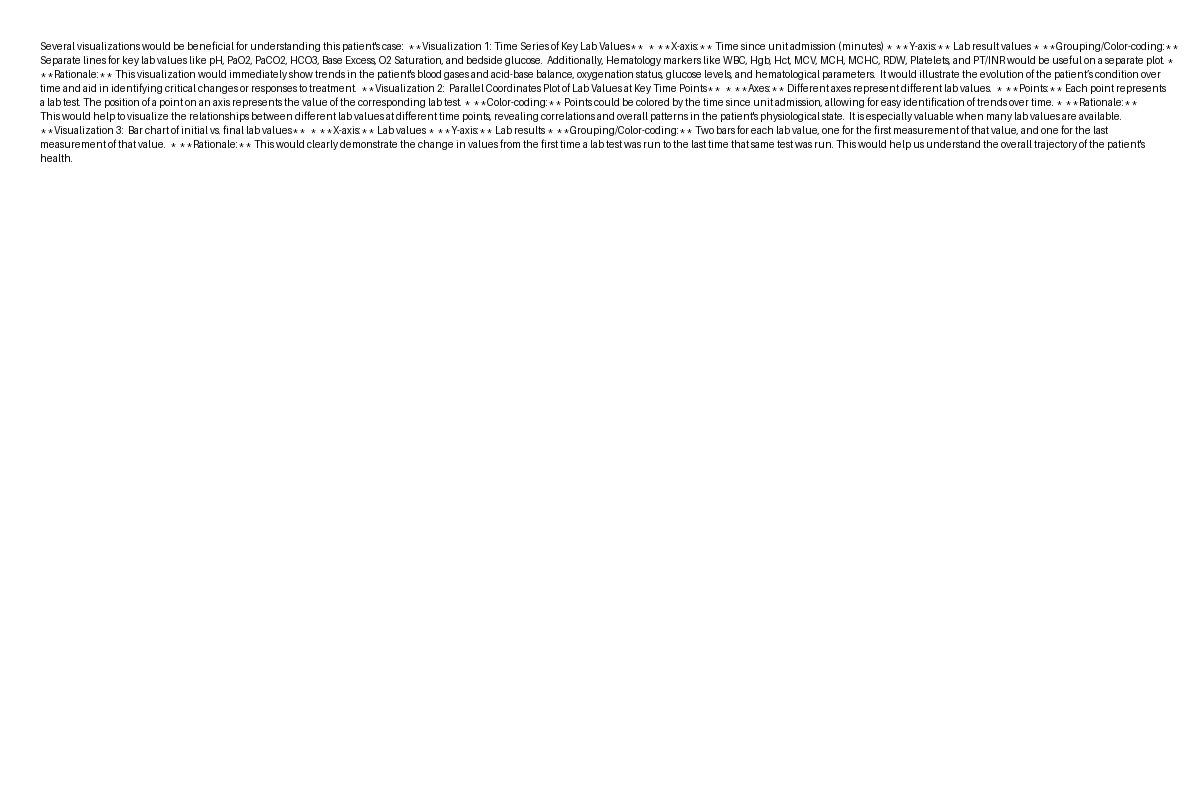 Several visualizations would be beneficial for understanding this patient's case:  **Visualization 1: Time Series of Key Lab Values**  * **X-axis:** Time since unit admission (minutes) * **Y-axis:** Lab result values * **Grouping/Color-coding:**
Separate lines for key lab values like pH, PaO2, PaCO2, HCO3, Base Excess, O2 Saturation, and bedside glucose.  Additionally, Hematology markers like WBC, Hgb, Hct, MCV, MCH, MCHC, RDW, Platelets, and PT/INR would be useful on a separate plot. *
**Rationale:** This visualization would immediately show trends in the patient's blood gases and acid-base balance, oxygenation status, glucose levels, and hematological parameters.  It would illustrate the evolution of the patient's condition over
time and aid in identifying critical changes or responses to treatment.  **Visualization 2:  Parallel Coordinates Plot of Lab Values at Key Time Points**  * **Axes:** Different axes represent different lab values.  * **Points:** Each point represents
a lab test. The position of a point on an axis represents the value of the corresponding lab test. * **Color-coding:** Points could be colored by the time since unit admission, allowing for easy identification of trends over time. * **Rationale:**
This would help to visualize the relationships between different lab values at different time points, revealing correlations and overall patterns in the patient's physiological state.  It is especially valuable when many lab values are available.
**Visualization 3:  Bar chart of initial vs. final lab values**  * **X-axis:** Lab values * **Y-axis:** Lab results * **Grouping/Color-coding:** Two bars for each lab value, one for the first measurement of that value, and one for the last
measurement of that value.  * **Rationale:** This would clearly demonstrate the change in values from the first time a lab test was run to the last time that same test was run. This would help us understand the overall trajectory of the patient's
health.